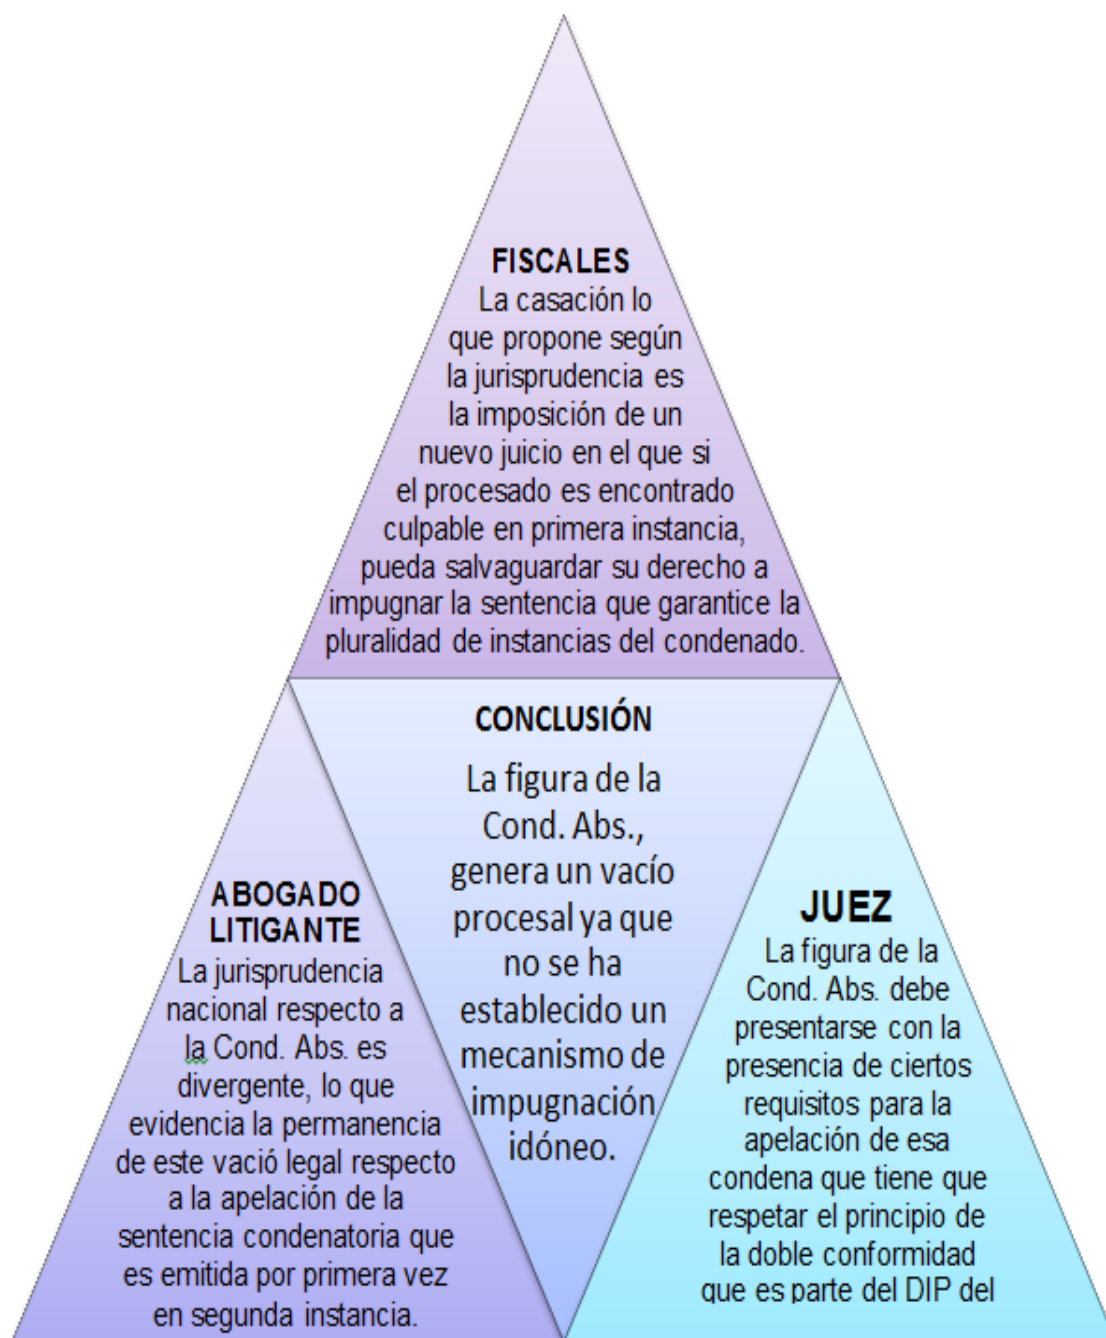 FISCALES
La casación lo
que propone según
la jurisprudencia es
la imposición de un
nuevo juicio en el que si
el procesado es encontrado
culpable en primera instancia,
pueda salvaguardar su derecho a
impugnar la sentencia que garantice la
pluralidad de instancias del condenado.
CONCLUSIÓN
La figura de la
Cond. Abs.,
genera un vacío
procesal ya que
no se ha
establecido un
mecanismo de
impugnación
idóneo.
ABOGADO
LITIGANTE
La jurisprudencia
nacional respecto a
la Cond. Abs. es
divergente, lo que
evidencia la permanencia
de este vació legal respecto
a la apelación de la
sentencia condenatoria que
es emitida por primera vez
en segunda instancia.
JUEZ
La figura de la
Cond. Abs. debe
presentarse con la
presencia de ciertos
requisitos para la
apelación de esa
condena que tiene que
respetar el principio de
la doble conformidad
que es parte del DIP del